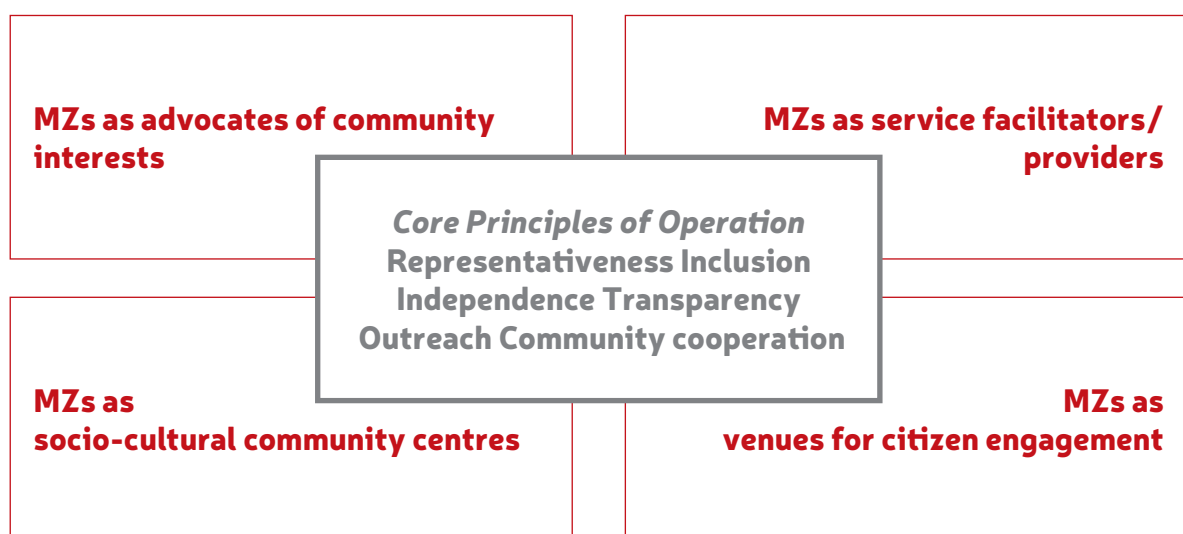 MZs as advocates of community
interests
MZs as service facilitators/
providers
Core Principles of Operation
Representativeness Inclusion
Independence Transparency
Outreach Community cooperation
MZs as
socio-cultural community centres
MZs as
venues for citizen engagement